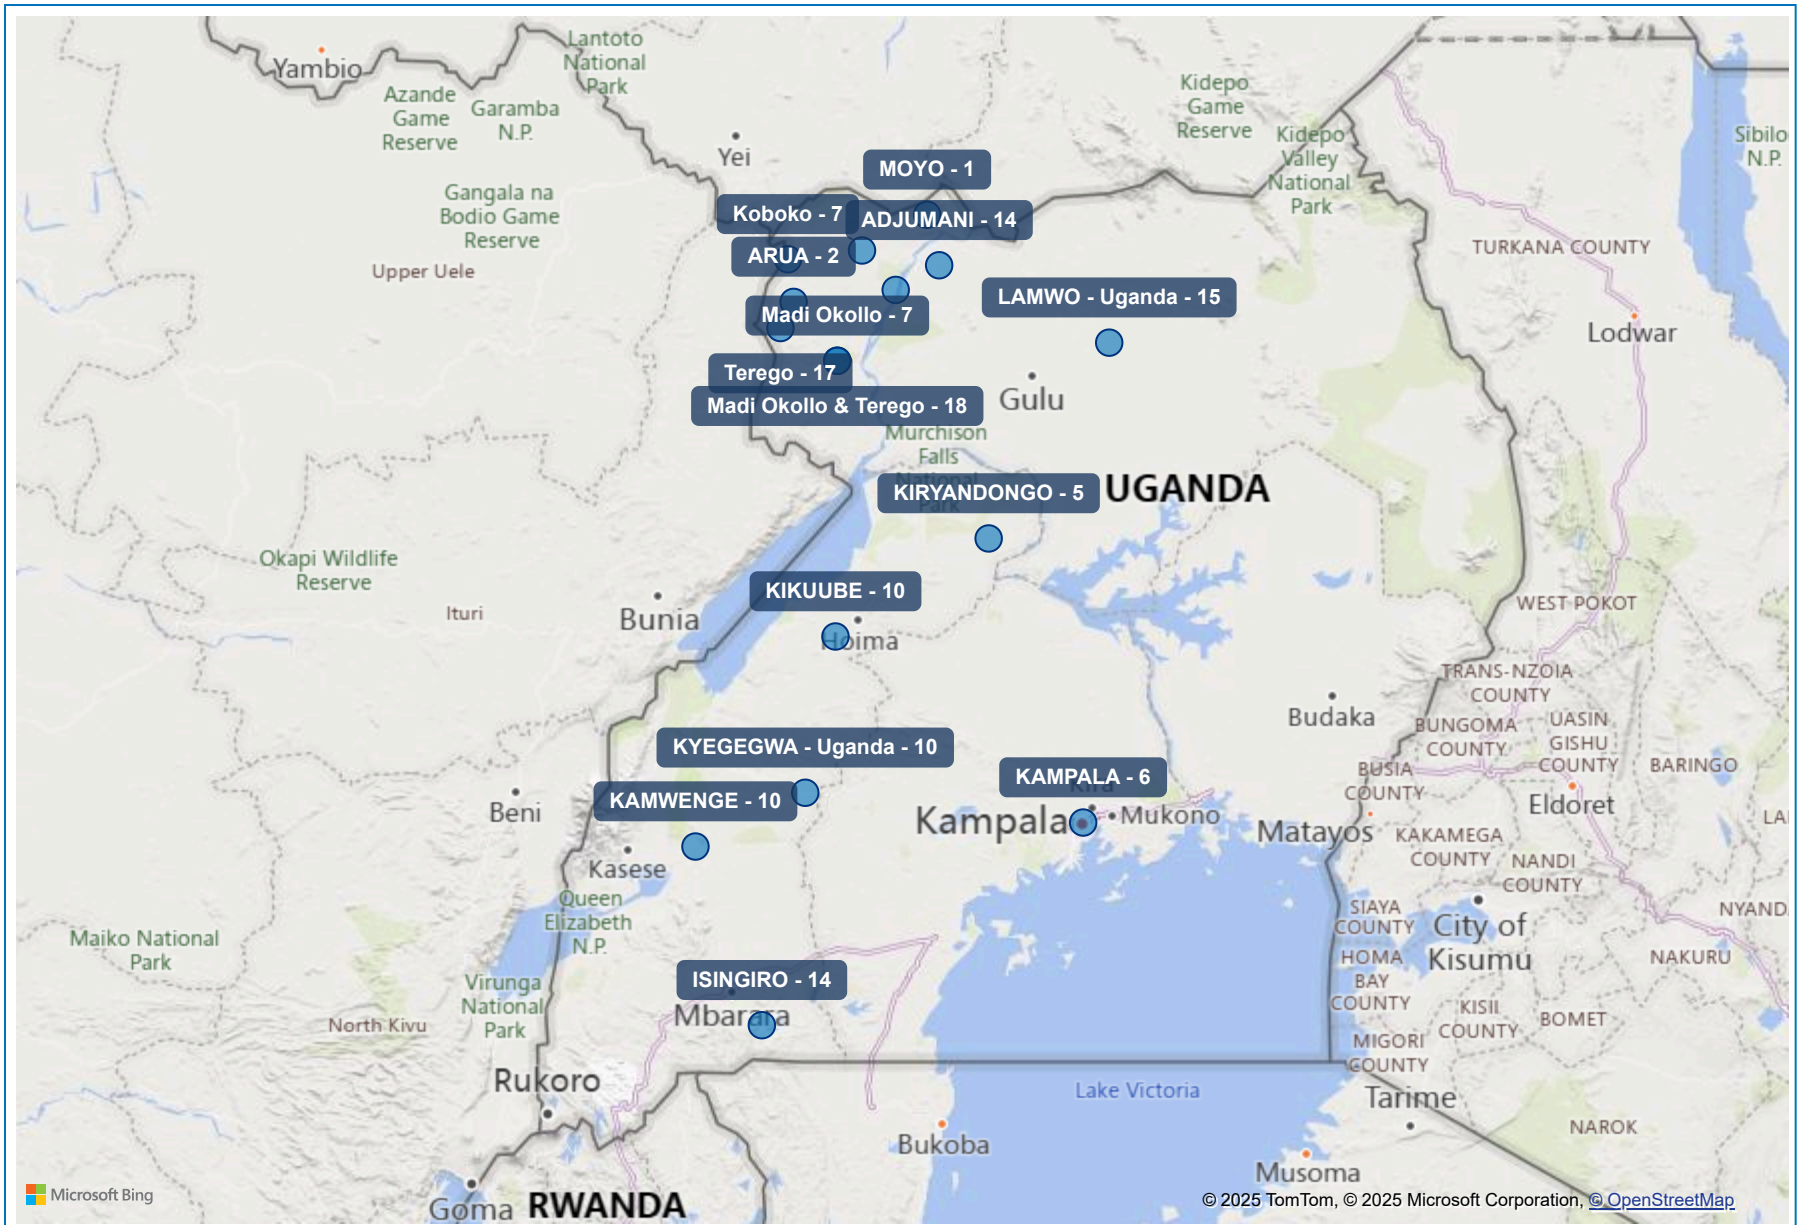 Yambio
Lantoto
National
Park
Azande
Game
Reserve
Garamba
N.P.
Kidepo
Game
Reserve
Kidepo
Valley
National
Park
Sibilo
N.P.
Yei
MOYO - 1
Gangala na
Bodio Game
Reserve
Koboko - 7
ADJUMANI - 14
Upper Uele
ARUA - 2
TURKANA COUNTY
LAMWO - Uganda - 15
Madi Okollo - 7
Lodwar
Terego - 17
Madi Okollo & Terego - 18
Gulu
Murchison
Falls
National
Park
KIRYANDONGO - 5
UGANDA
Okapi Wildlife
Reserve
KIKUUBE - 10
Ituri
Bunia
Hoima
WEST POKOT
TRANS-NZOIA
COUNTY
Budaka
BUNGOMA
COUNTY
UASIN
GISHU
COUNTY
KYEGEGWA - Uganda - 10
BUSIA
COUNTY
BARINGO
KAMPALA - 6
Kira
KAMWENGE - 10
Beni
Kampala
Mukono
Matayos
Eldoret
LA
KAKAMEGA
COUNTY
NANDI
COUNTY
Kasese
Queen
Elizabeth
N.P.
SIAYA
COUNTY
City of
Kisumu
NYAND
Maiko National
Park
HOMA
BAY
COUNTY
NAKURU
ISINGIRO - 14
Virunga
National
Park
North Kivu
Mbarara
KISII
COUNTY
BOMET
MIGORI
COUNTY
Rukoro
Lake Victoria
Tarime
NAROK
Bukoba
Musoma
Goma
RWANDA
Microsoft Bing
© 2025 TomTom, © 2025 Microsoft Corporation, © OpenStreetMap